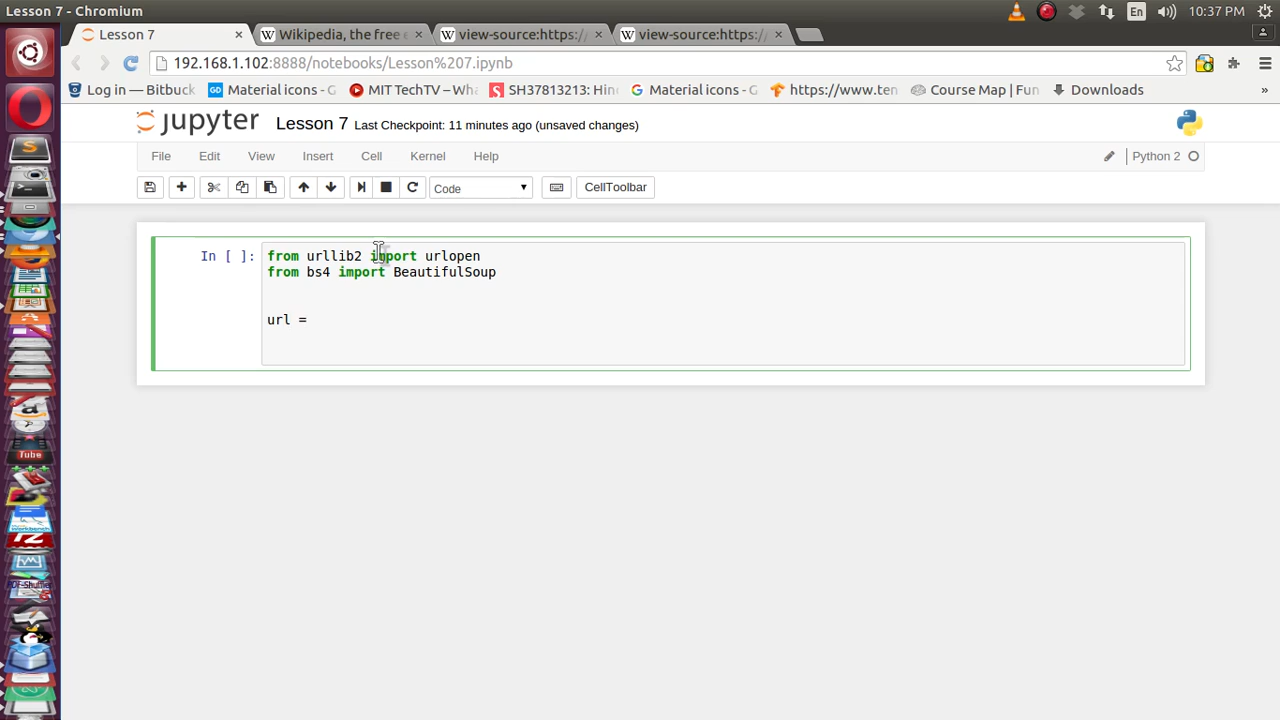 Lesson 7 - Chromium
En
10:37 PM
Lesson 7
Wikipedia, the free e
view-source:https:/
view-source:https:/
192.168.1.102:8888/notebooks/Lesson%207.ipynb
Log in — Bitbuck
Material icons - G
MIT TechTV – Wha
SH37813213: Hin
Material icons - G
https://www.ten
Course Map | Fun
Downloads
»
jupyter
Lesson 7
Last Checkpoint: 11 minutes ago (unsaved changes)
File
Edit
View
Insert
Cell
Kernel
Help
Python 2
Code
CellToolbar
In [ ]:
from urllib2 import urlopen
from bs4 import BeautifulSoup
url =
Tube